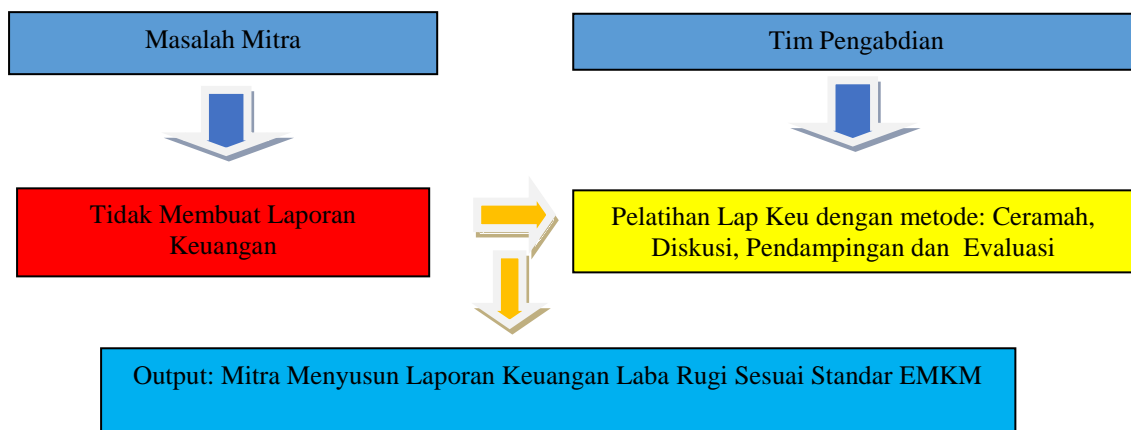 Masalah Mitra
Tim Pengabdian
Tidak Membuat Laporan
Keuangan
Pelatihan Lap Keu dengan metode: Ceramah,
Diskusi, Pendampingan dan Evaluasi
Output: Mitra Menyusun Laporan Keuangan Laba Rugi Sesuai Standar EMKM